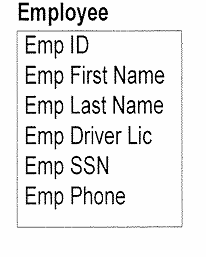 Employee
Emp ID
Emp First Name
Emp Last Name
Emp Driver Lic
Emp SSN
Emp Phone